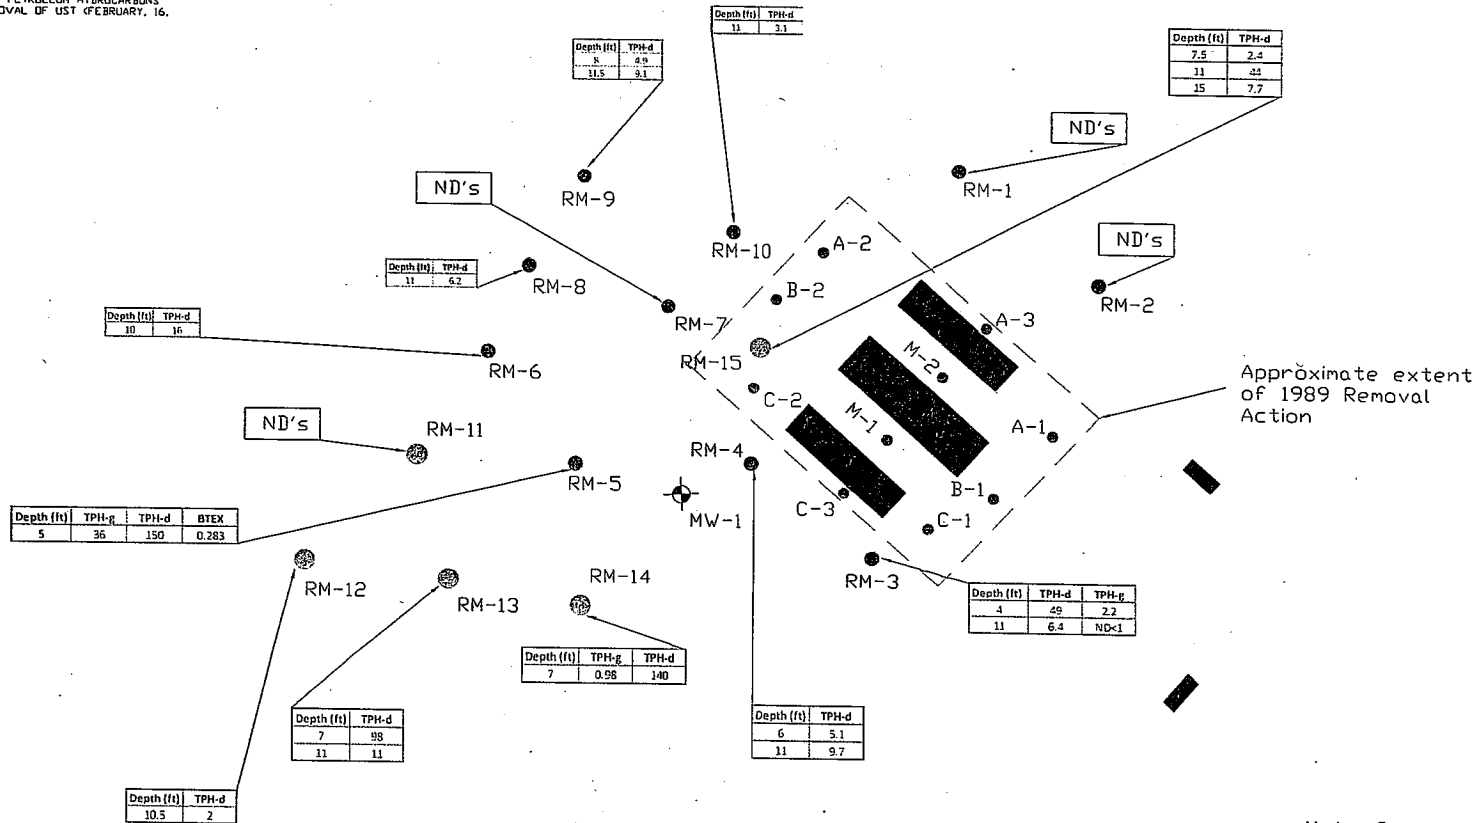 PETROLEUM HYDROCARBONS
OVAL OF UST (FEBRUARY, 16,
Depth (ft) TPH-d
11 3.1
Depth (ft) TPH-d
8 4.9
11.5 9.1
Depth (ft) TPH-d
7.5 2.4
11 44
15 7.7
ND's
RM-1
ND's
RM-9
RM-10
A-2
ND's
RM-2
Depth (ft) TPH-d
11 6.2
RM-8
B-2
RM-7
A-3
Depth (ft) TPH-d
10 16
RM-6
RM-15
M-2
Approximate extent
of 1989 Removal
Action
C-2
M-1
A-1
ND's
RM-11
RM-4
RM-5
B-1
C-3
MW-1
C-1
Depth (ft) TPH-g TPH-d BTEX
5 36 150 0.283
RM-12
RM-13
RM-14
RM-3
Depth (ft) TPH-d TPH-g
4 49 2.2
11 6.4 ND<1
Depth (ft) TPH-g TPH-d
7 0.98 140
Depth (ft) TPH-d
7 98
11 11
Depth (ft) TPH-d
6 5.1
11 9.7
Depth (ft) TPH-d
10.5 2